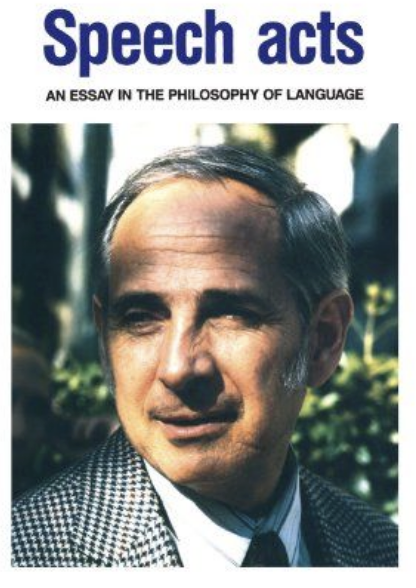 Speech acts
AN ESSAY IN THE PHILOSOPHY OF LANGUAGE